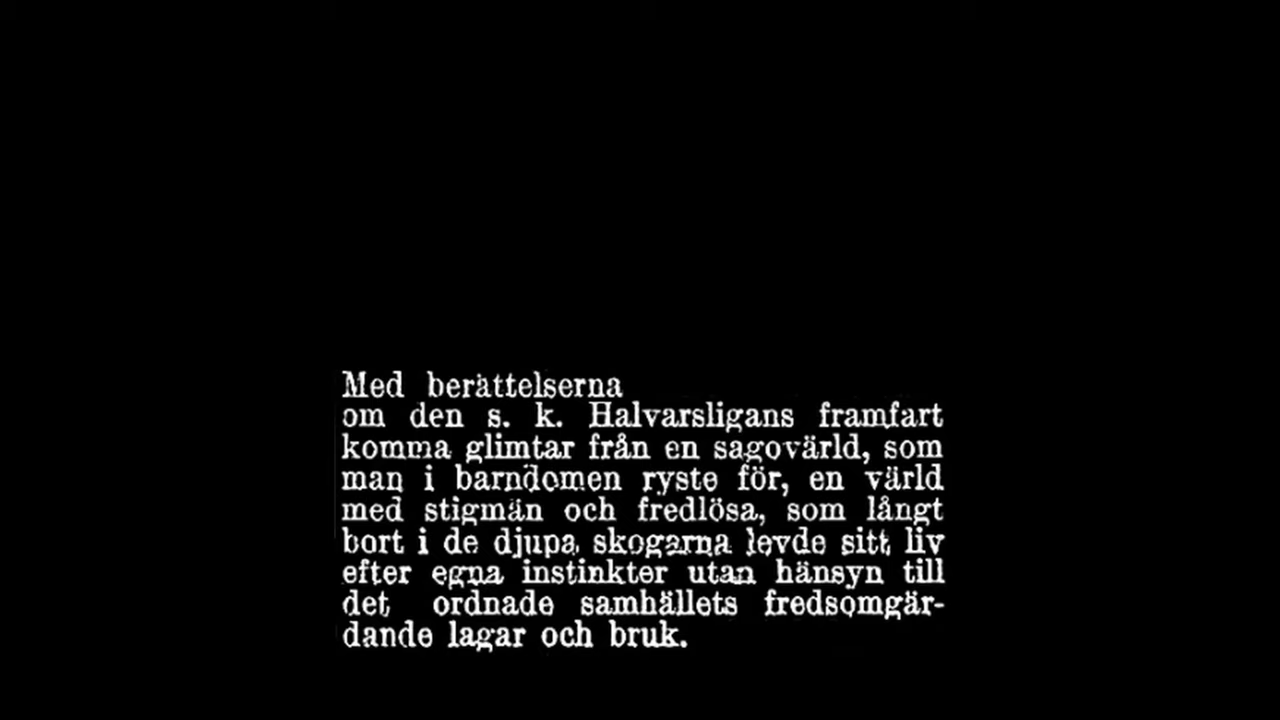 Med berättelserna
om den s. k. Halvarsligans framfart
komma glimtar från en sagovärld, som
man i barndomen ryste för, en värld
med stigmän och fredlösa, som långt
bort i de djupa skogarna levde sitt liv
efter egna instinkter utan hänsyn till
det ordnade samhällets fredsomgär-
dande lagar och bruk.